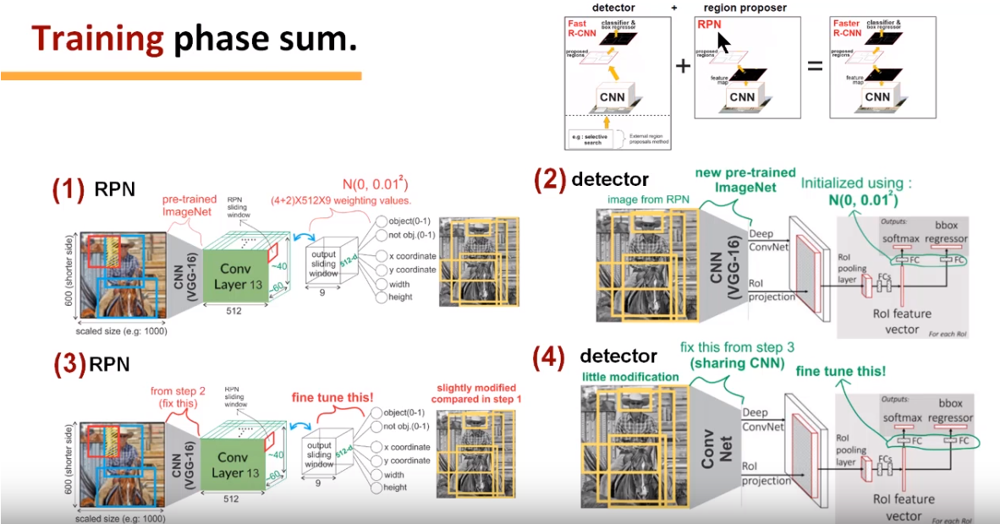 Training phase sum.
detector + region proposer
Fast
R-CNN
classifier &
box regressor
proposed
regions
CNN
e.g : selective
search
External region
proposals method
+
RPN
proposed
regions
feature
map
CNN
=
Faster
R-CNN
classifier &
box regressor
proposed
regions
feature
map
CNN
(1) RPN
pre-trained
ImageNet
RPN
sliding
window
N(0, 0.01²)
(4+2)X512X9 weighting values.
600 (shorter side)
scaled size (e.g: 1000)
CNN
(VGG-16)
Conv
Layer 13
512
~40
~60
output
sliding
window
512-d
9
object(0-1)
not obj.(0-1)
x coordinate
y coordinate
width
height
(2) detector
image from RPN
new pre-trained
ImageNet
Initialized using :
N(0, 0.01²)
CNN
(VGG-16)
Deep
ConvNet
RoI
projection
RoI
pooling
layer
FCs
Outputs:
softmax
bbox
regressor
FC
FC
RoI feature
vector
For each RoI
(3) RPN
from step 2
(fix this)
RPN
sliding
window
fine tune this!
slightly modified
compared in step 1
600 (shorter side)
scaled size (e.g: 1000)
CNN
(VGG-16)
Conv
Layer 13
512
~40
~60
output
sliding
window
512-d
9
object(0-1)
not obj.(0-1)
x coordinate
y coordinate
width
height
(4) detector
little modification
fix this from step 3
(sharing CNN)
fine tune this!
Conv
Net
Deep
ConvNet
RoI
projection
RoI
pooling
layer
FCs
Outputs:
softmax
bbox
regressor
FC
FC
RoI feature
vector
For each RoI